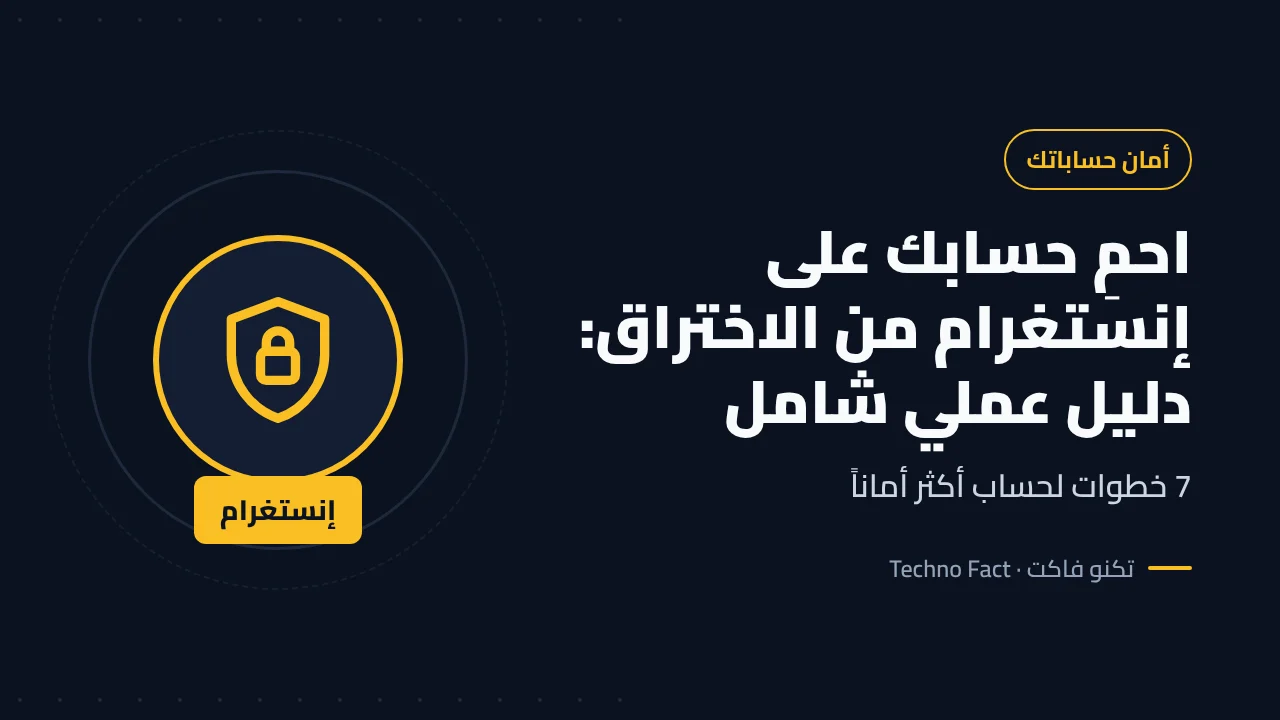 أمان حساباتك
احمِ حسابك على
إنستغرام من الاختراق:
دليل عملي شامل
7 خطوات لحساب أكثر أماناً
تكنو فاكت · Techno Fact
إنستغرام